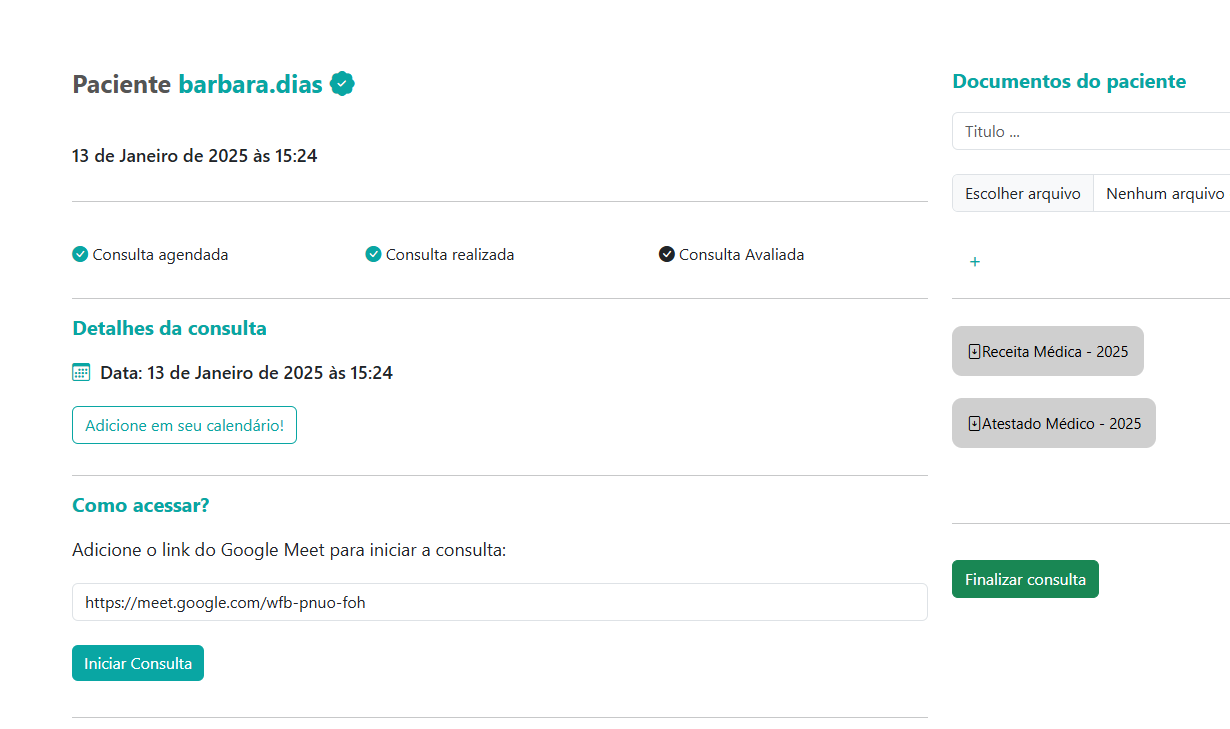 Paciente barbara.dias
13 de Janeiro de 2025 às 15:24
Consulta agendada
Consulta realizada
Consulta Avaliada
Detalhes da consulta
Data: 13 de Janeiro de 2025 às 15:24
Adicione em seu calendário!
Como acessar?
Adicione o link do Google Meet para iniciar a consulta:
https://meet.google.com/wfb-pnuo-foh
Iniciar Consulta
Documentos do paciente
Titulo ...
Escolher arquivo
Nenhum arquivo
+
Receita Médica - 2025
Atestado Médico - 2025
Finalizar consulta